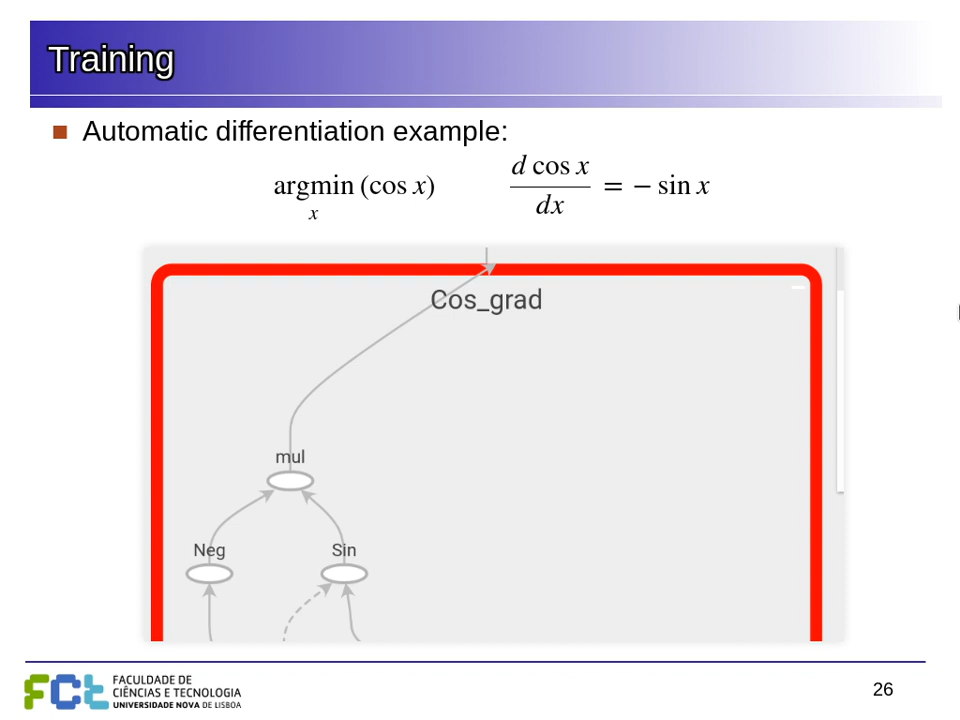 Training
Automatic differentiation example:
argmin (cos x)
x
d cos x
dx
= − sin x
Cos_grad
mul
Neg
Sin
FACULDADE DE
CIÊNCIAS E TECNOLOGIA
UNIVERSIDADE NOVA DE LISBOA
FCt
26